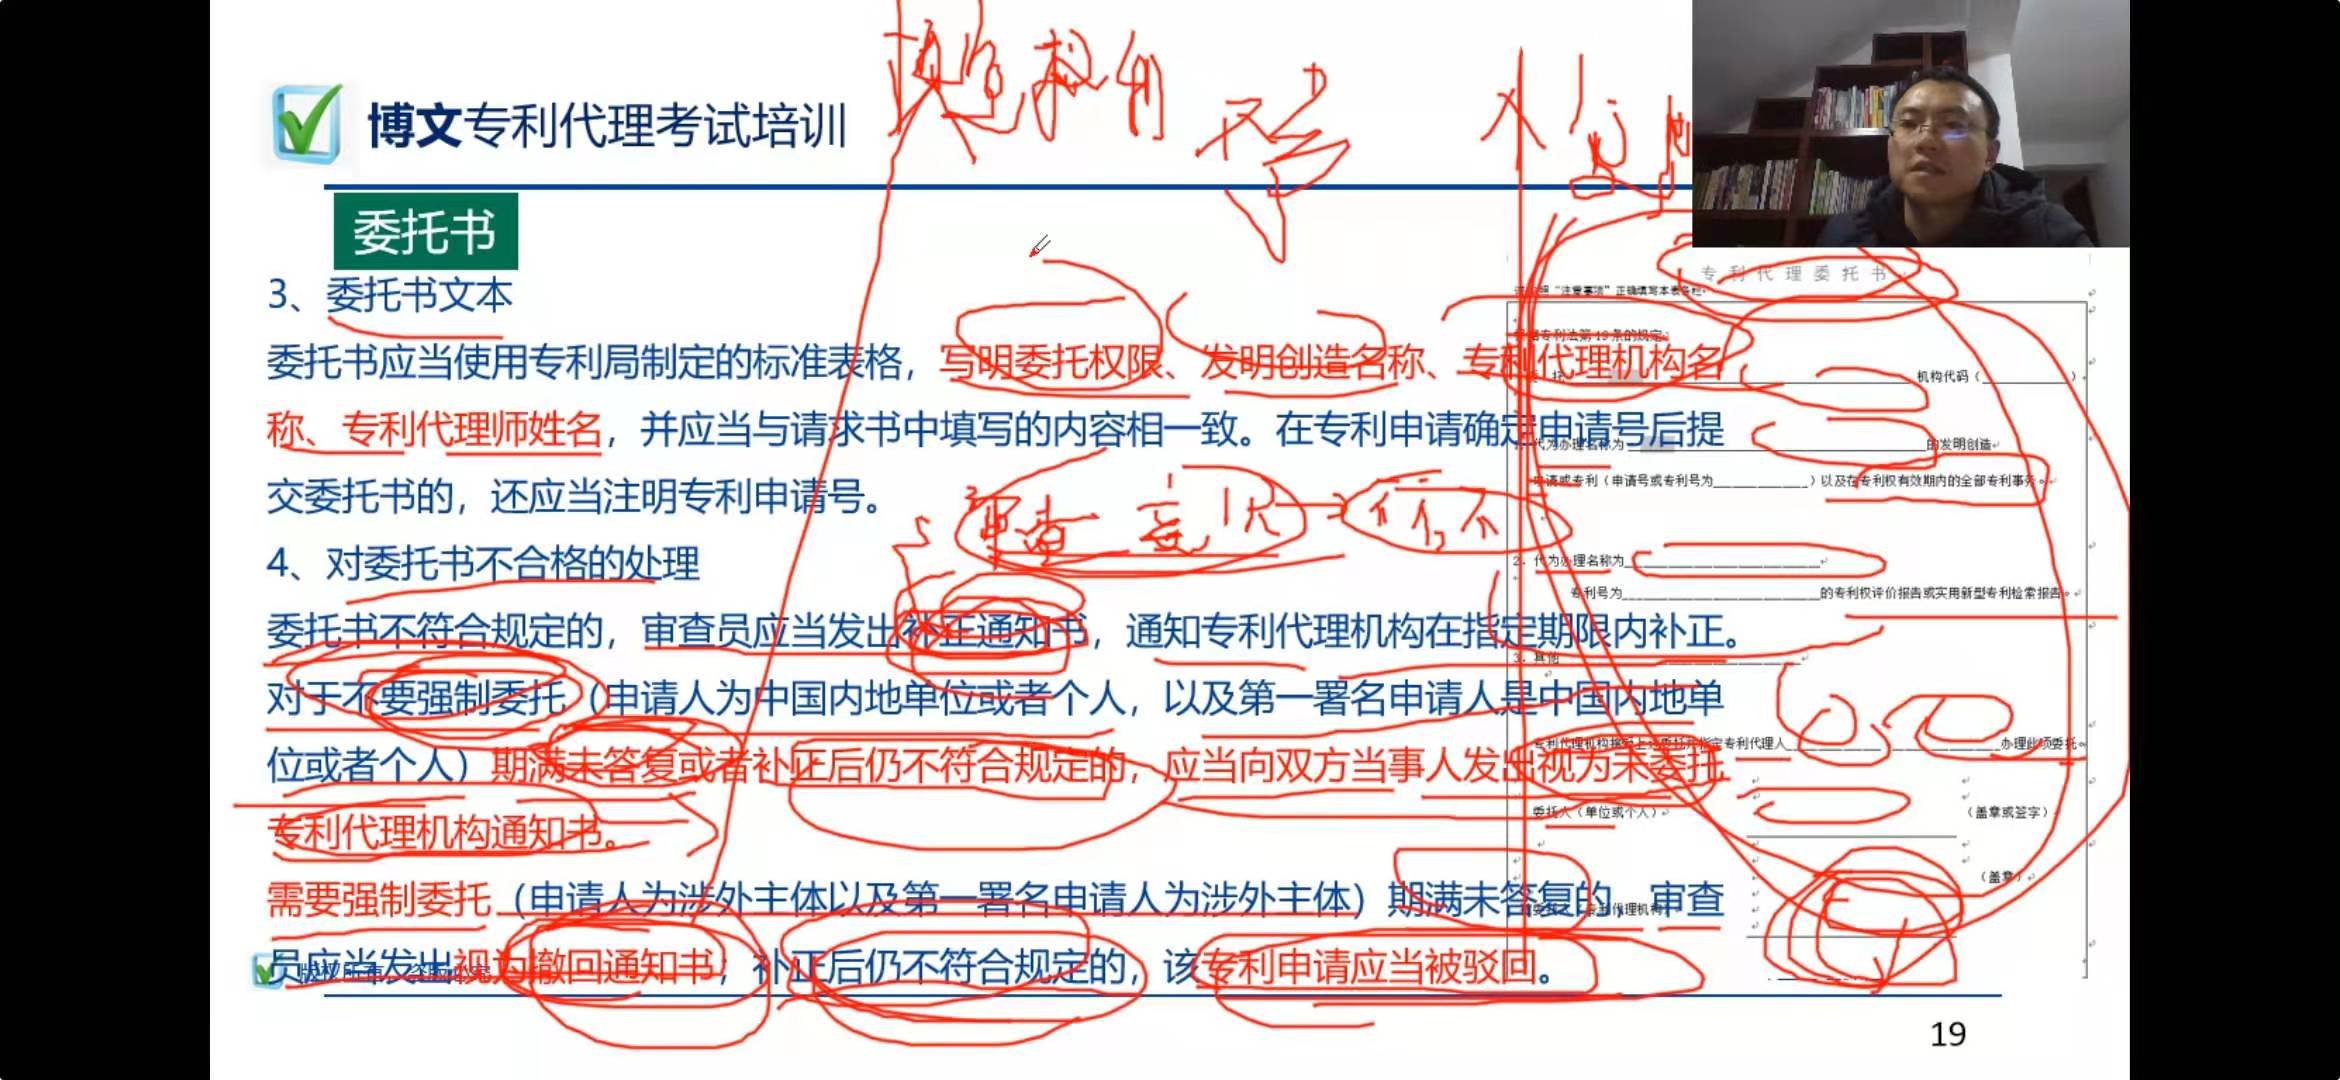 博文专利代理考试培训
委托书
3、委托书文本
委托书应当使用专利局制定的标准表格，写明委托权限、发明创造名称、专利代理机构名
称、专利代理师姓名，并应当与请求书中填写的内容相一致。在专利申请确定申请号后提
交委托书的，还应当注明专利申请号。
4、对委托书不合格的处理
委托书不符合规定的，审查员应当发出补正通知书，通知专利代理机构在指定期限内补正。
对于不要强制委托（申请人为中国内地单位或者个人，以及第一署名申请人是中国内地单
位或者个人）期满未答复或者补正后仍不符合规定的，应当向双方当事人发出视为未委托
专利代理机构通知书。
需要强制委托（申请人为涉外主体以及第一署名申请人为涉外主体）期满未答复的，审查
员应当发出视为撤回通知书；补正后仍不符合规定的，该专利申请应当被驳回。
专利代理委托书
“注意事项”正确填写本表各栏
专利法第19条的规定
托 机构代码（ ）
代为办理名称为 的发明创造
申请或专利（申请号或专利号为 ）以及在专利权有效期内的全部专利事务。
2. 代为办理名称为
专利号为 的专利权评价报告或实用新型专利检索报告。
3. 其他
专利代理机构接受上述委托并指定专利代理人 办理此项委托。
委托人（单位或个人） （盖章或签字）
（盖章）
专利代理机构
版权所有
19